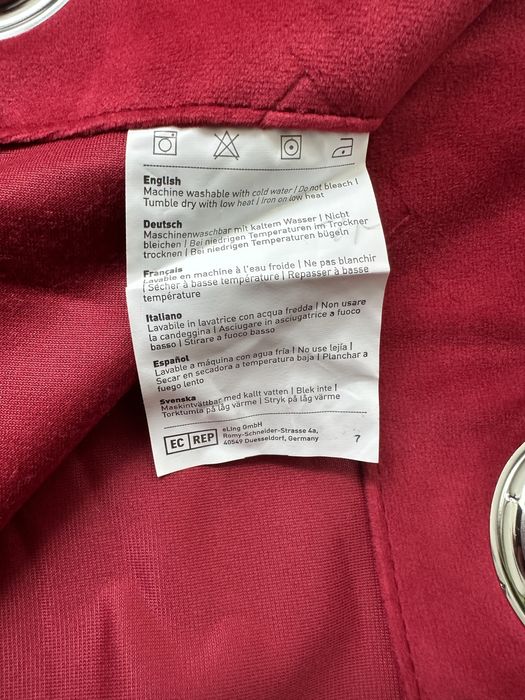 English
Machine washable with cold water | Do not bleach |
Tumble dry with low heat | Iron on low heat
Deutsch
Maschinenwaschbar mit kaltem Wasser | Nicht
bleichen | Bei niedrigen Temperaturen im Trockner
trocknen | Bei niedrigen Temperaturen bügeln
Français
Lavable en machine à l'eau froide | Ne pas blanchir
| Sécher à basse température | Repasser à basse
température
Italiano
Lavabile in lavatrice con acqua fredda | Non usare
la candeggina | Asciugare in asciugatrice a fuoco
basso | Stirare a fuoco basso
Español
Lavable a máquina con agua fría | No use lejía |
Secar en secadora a temperatura baja | Planchar a
fuego lento
Svenska
Maskintvättbar med kallt vatten | Blek inte |
Torktumla på låg värme | Stryk på låg värme
EC REP
eLing GmbH
Romy-Schneider-Strasse 4a,
40549 Duesseldorf, Germany
7